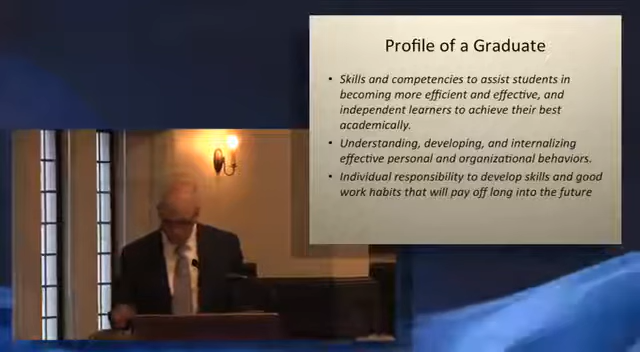 Profile of a Graduate
• Skills and competencies to assist students in
becoming more efficient and effective, and
independent learners to achieve their best
academically.
• Understanding, developing, and internalizing
effective personal and organizational behaviors.
• Individual responsibility to develop skills and good
work habits that will pay off long into the future